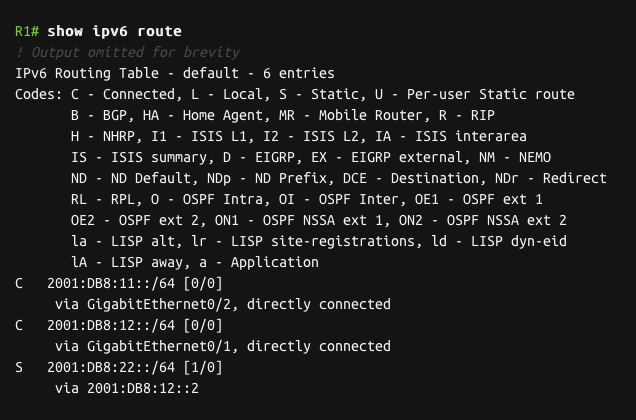 R1# show ipv6 route
! Output omitted for brevity
IPv6 Routing Table - default - 6 entries
Codes: C - Connected, L - Local, S - Static, U - Per-user Static route
B - BGP, HA - Home Agent, MR - Mobile Router, R - RIP
H - NHRP, I1 - ISIS L1, I2 - ISIS L2, IA - ISIS interarea
IS - ISIS summary, D - EIGRP, EX - EIGRP external, NM - NEMO
ND - ND Default, NDp - ND Prefix, DCE - Destination, NDr - Redirect
RL - RPL, O - OSPF Intra, OI - OSPF Inter, OE1 - OSPF ext 1
OE2 - OSPF ext 2, ON1 - OSPF NSSA ext 1, ON2 - OSPF NSSA ext 2
la - LISP alt, lr - LISP site-registrations, ld - LISP dyn-eid
lA - LISP away, a - Application
C 2001:DB8:11::/64 [0/0]
via GigabitEthernet0/2, directly connected
C 2001:DB8:12::/64 [0/0]
via GigabitEthernet0/1, directly connected
S 2001:DB8:22::/64 [1/0]
via 2001:DB8:12::2